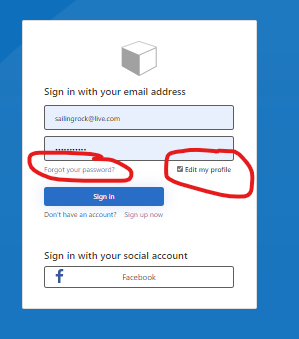 Sign in with your email address
sailingrock@live.com
••••••••••••
Forgot your password?
Edit my profile
Sign in
Don't have an account? Sign up now
Sign in with your social account
Facebook